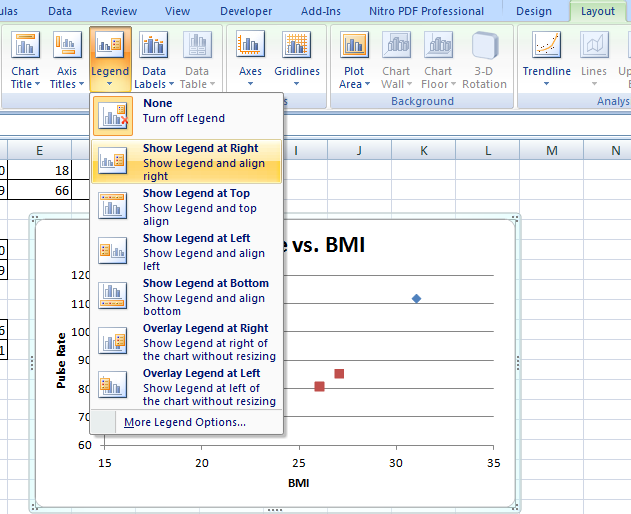 ulas Data Review View Developer Add-Ins Nitro PDF Professional Design Layout
Chart Title Axis Titles Legend Data Labels Data Table Axes Gridlines Plot Area Chart Wall Chart Floor 3-D Rotation Trendline Lines Up
s Background Analys
None
Turn off Legend
Show Legend at Right
Show Legend and align
right
Show Legend at Top
Show Legend and top
align
Show Legend at Left
Show Legend and align
left
Show Legend at Bottom
Show Legend and align
bottom
Overlay Legend at Right
Show Legend at right of
the chart without resizing
Overlay Legend at Left
Show Legend at left of
the chart without resizing
More Legend Options...
E I J K L M N
0 18
9 66
0
9
6
1
e vs. BMI
120
110
100
90
80
70
60
Pulse Rate
15 20 25 30 35
BMI